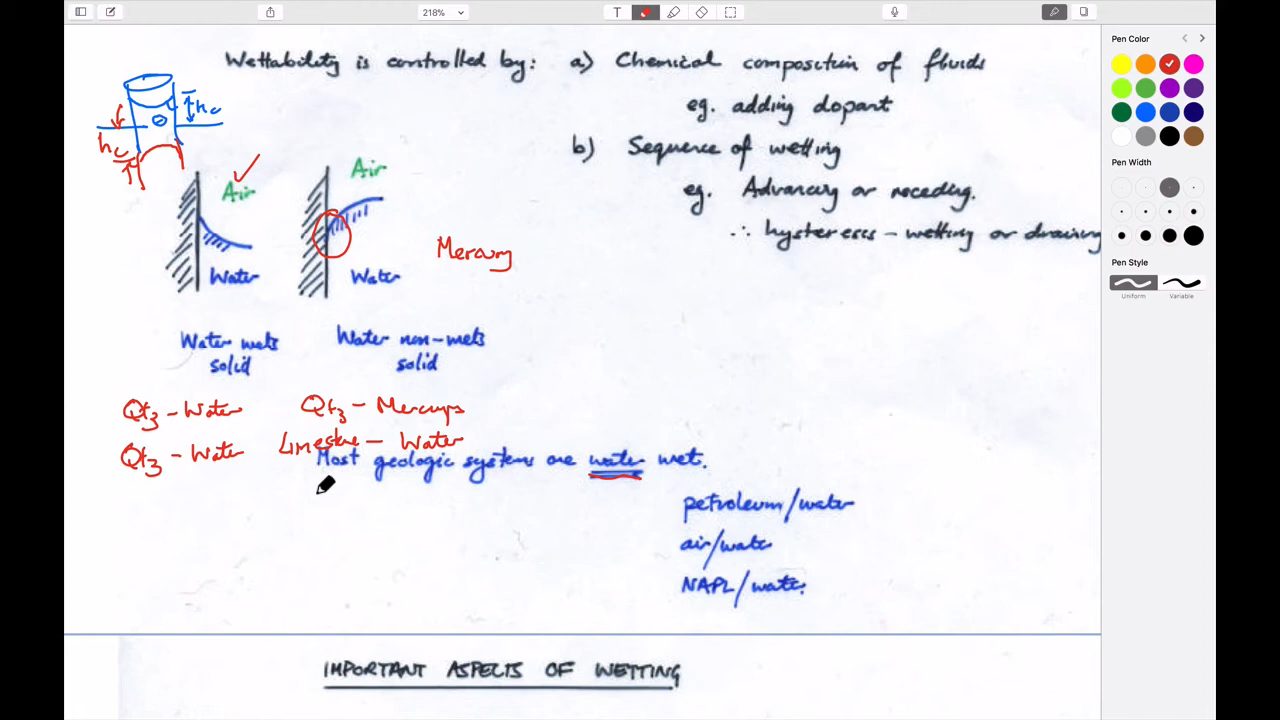 218%
Pen Color
Wettability is controlled by: a) Chemical composition of fluids
eg. adding dopant
b) Sequence of wetting
eg. Advancing or receding.
∴ hysteresis - wetting or draining
hc
hc
Air
Air
Mercury
Water
Water
Water wets
solid
Water non-wets
solid
Qtz - Water
Qtz - Mercury
Qtz - Water
Limestone - Water
Most geologic systems are water wet.
petroleum/water
air/water
NAPL/water
IMPORTANT ASPECTS OF WETTING
Pen Width
Pen Style
Uniform
Variable
T